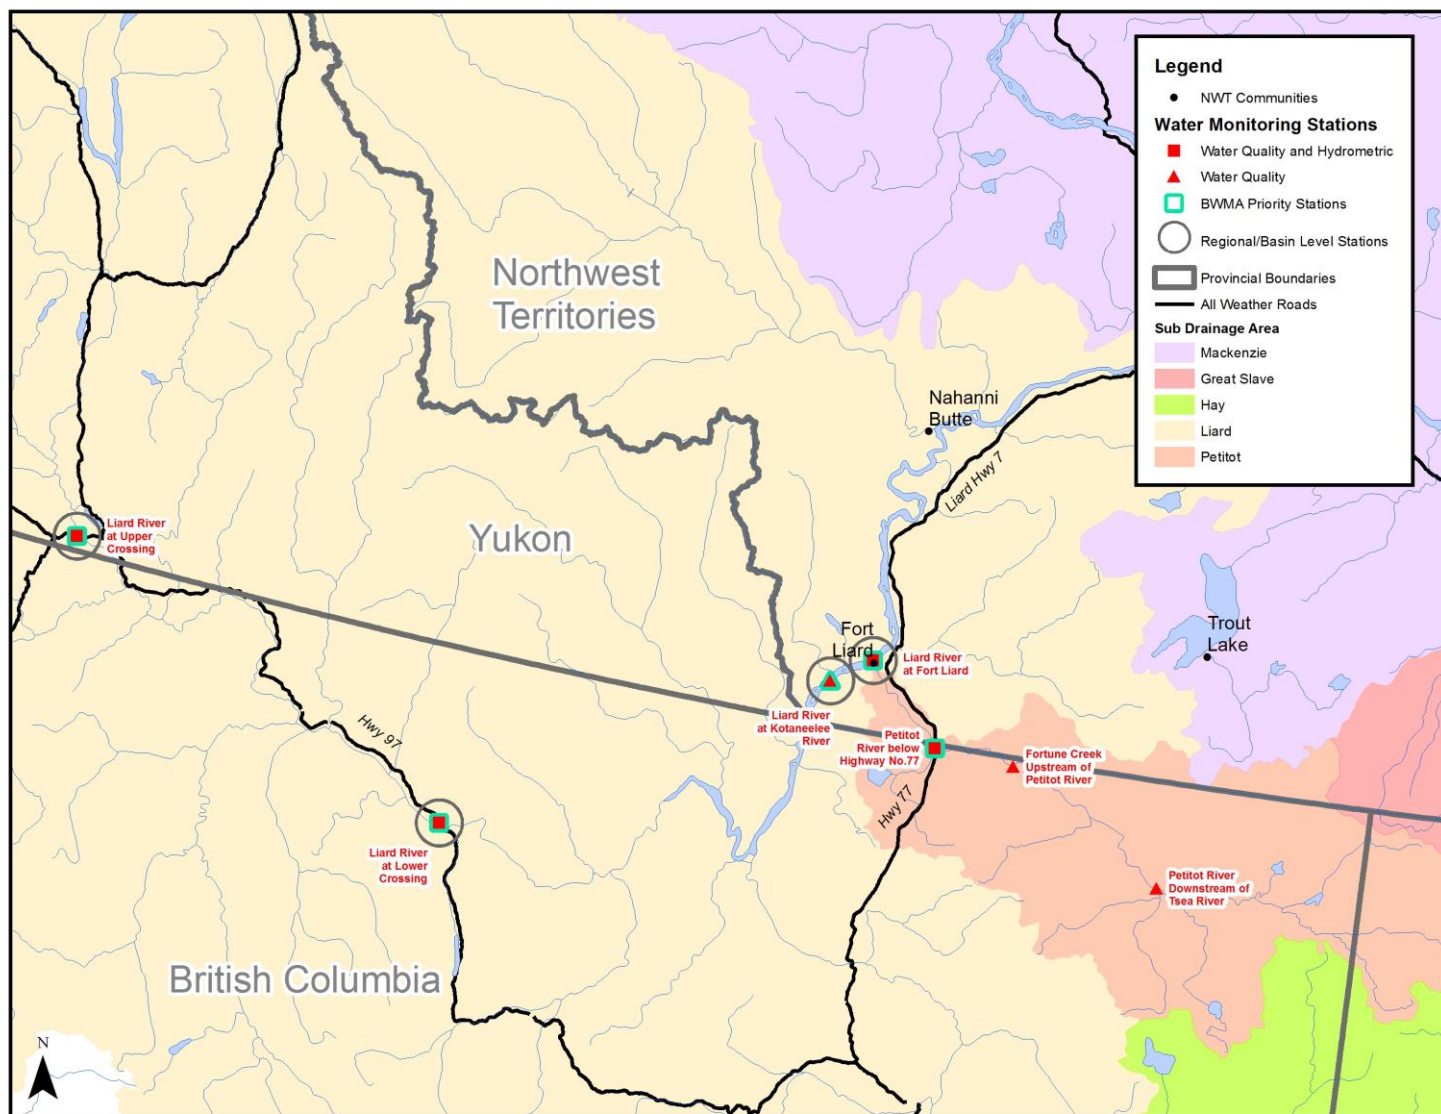 Legend
NWT Communities
Water Monitoring Stations
Water Quality and Hydrometric
Water Quality
BWMA Priority Stations
Regional/Basin Level Stations
Provincial Boundaries
All Weather Roads
Sub Drainage Area
Mackenzie
Great Slave
Hay
Liard
Petitot
Northwest
Territories
Nahanni
Butte
Liard Hwy 7
Liard River
at Upper
Crossing
Yukon
Fort
Liard
Liard River
at Fort Liard
Trout
Lake
Liard River
at Kotaneelee
River
Petitot
River below
Highway No.77
Fortune Creek
Upstream of
Petitot River
Hwy 97
Hwy 77
Liard River
at Lower
Crossing
Petitot River
Downstream of
Tsea River
British Columbia
N